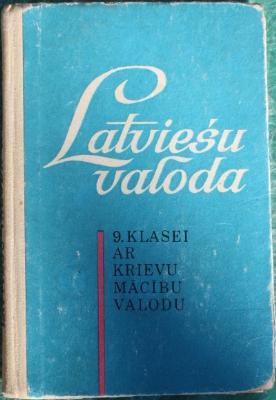 Latviešu
valoda
9. KLASEI
AR
KRIEVU
MĀCĪBU
VALODU